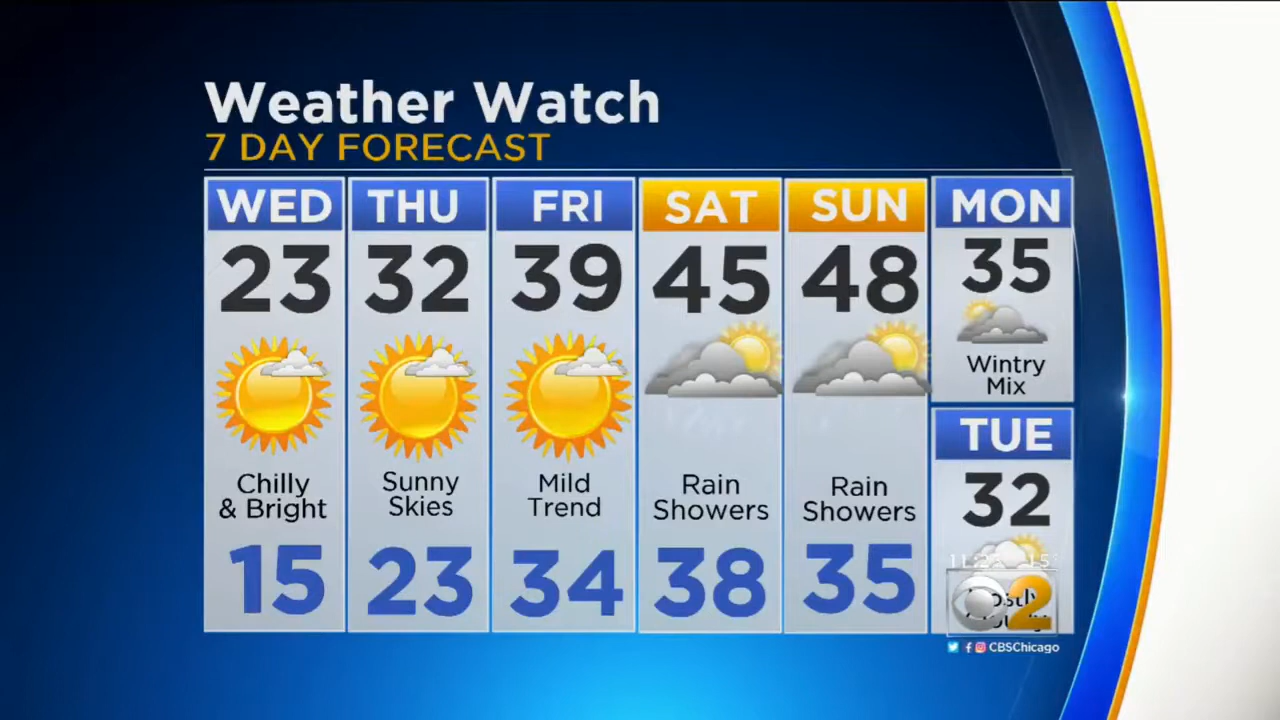 Weather Watch
7 DAY FORECAST
WED
23
Chilly
& Bright
15
THU
32
Sunny
Skies
23
FRI
39
Mild
Trend
34
SAT
45
Rain
Showers
38
SUN
48
Rain
Showers
35
MON
35
Wintry
Mix
TUE
32
15°
2
CBSChicago